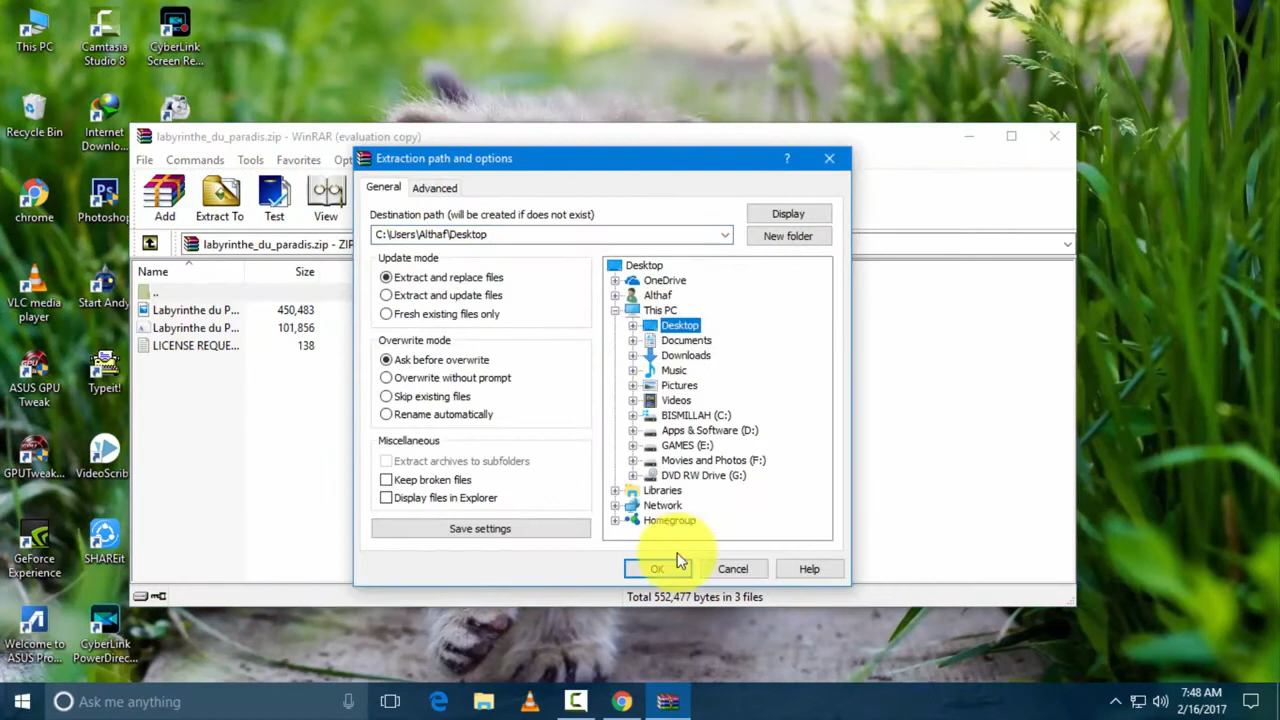 This PC
Camtasia
Studio 8
CyberLink
Screen Re...
Recycle Bin
Internet
Downlo...
chrome
Photoshop
VLC media
player
Start Andy
ASUS GPU
Tweak
Typeit!
GPUTweak...
VideoScrib
GeForce
Experience
SHAREit
Welcome to
ASUS Pro...
CyberLink
PowerDirec...
labyrinthe_du_paradis.zip - WinRAR (evaluation copy)
File Commands Tools Favorites
Add Extract To Test View
labyrinthe_du_paradis.zip - ZIP
Name Size
..
Labyrinthe du P... 450,483
Labyrinthe du P... 101,856
LICENSE REQUE... 138
Total 552,477 bytes in 3 files
Extraction path and options
General Advanced
Destination path (will be created if does not exist)
C:\Users\Althaf\Desktop
Display
New folder
Update mode
Extract and replace files
Extract and update files
Fresh existing files only
Overwrite mode
Ask before overwrite
Overwrite without prompt
Skip existing files
Rename automatically
Miscellaneous
Extract archives to subfolders
Keep broken files
Display files in Explorer
Save settings
Desktop
OneDrive
Althaf
This PC
Desktop
Documents
Downloads
Music
Pictures
Videos
BISMILLAH (C:)
Apps & Software (D:)
GAMES (E:)
Movies and Photos (F:)
DVD RW Drive (G:)
Libraries
Network
Homegroup
OK Cancel Help
Ask me anything
7:48 AM
2/16/2017